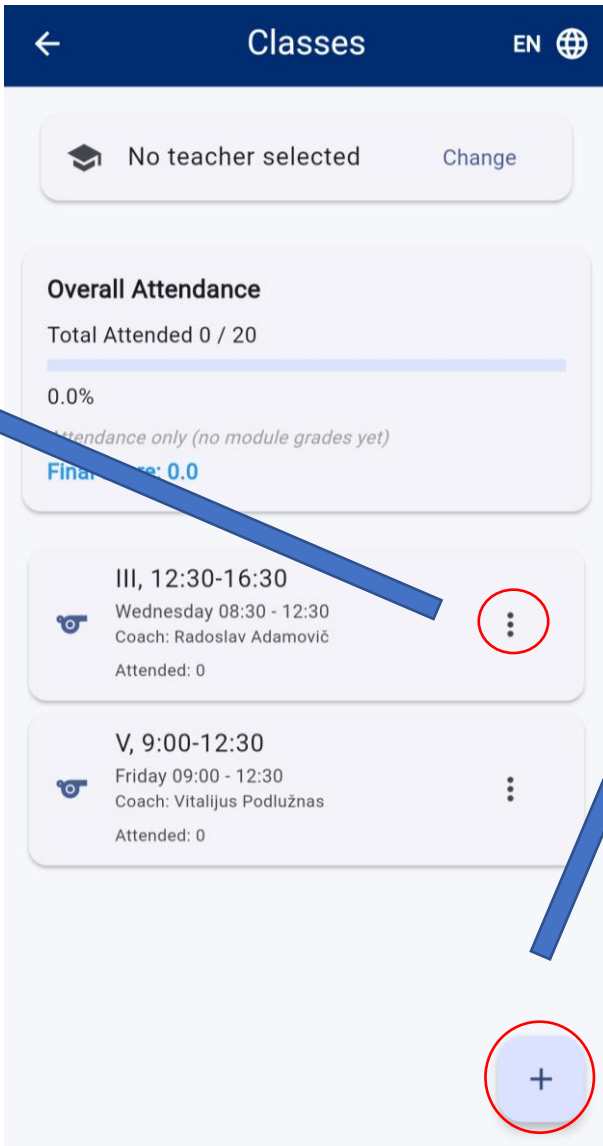 Classes EN
No teacher selected Change
Overall Attendance
Total Attended 0 / 20
0.0%
Attendance only (no module grades yet)
0.0
III, 12:30-16:30
Wednesday 08:30 - 12:30
Coach: Radoslav Adamovič
Attended: 0
V, 9:00-12:30
Friday 09:00 - 12:30
Coach: Vitalijus Podlužnas
Attended: 0
+